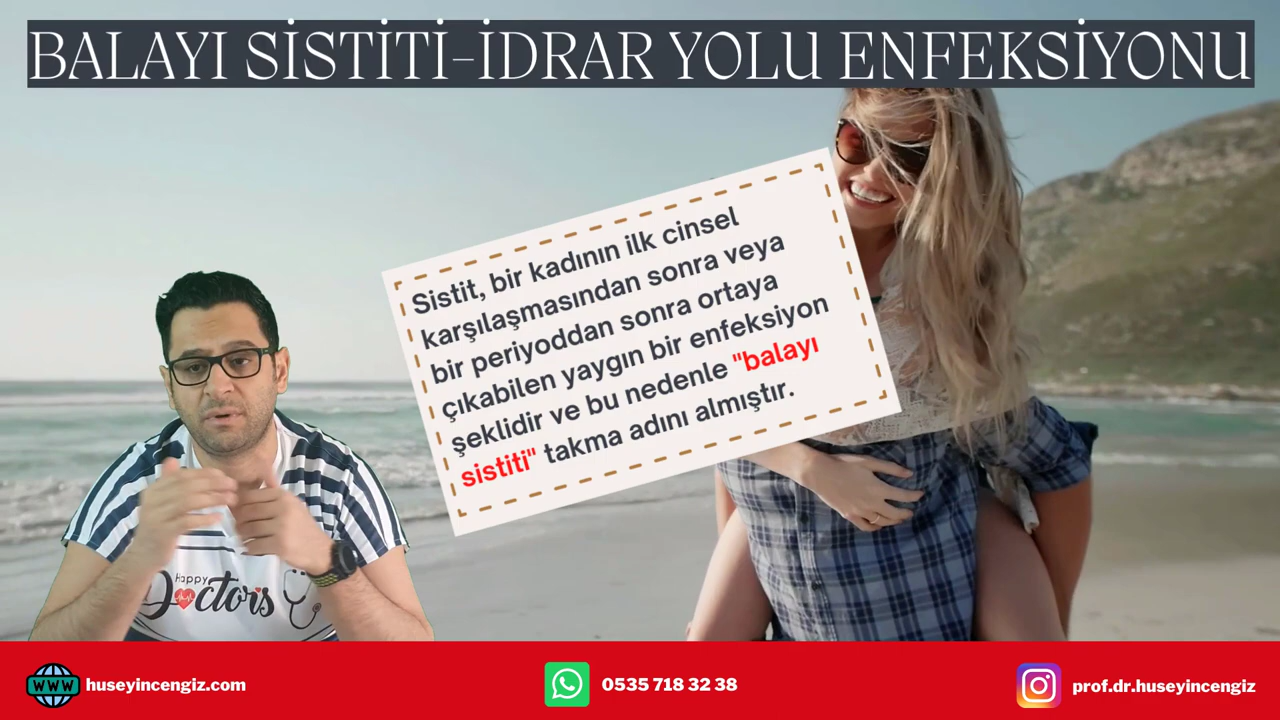 BALAYI SİSTİTİ-İDRAR YOLU ENFEKSİYONU
Sistit, bir kadının ilk cinsel
karşılaşmasından sonra veya
bir periyoddan sonra ortaya
çıkabilen yaygın bir enfeksiyon
şeklidir ve bu nedenle "balayı
sistiti" takma adını almıştır.
Happy
Doctors
WWW huseyincengiz.com
0535 718 32 38
prof.dr.huseyincengiz